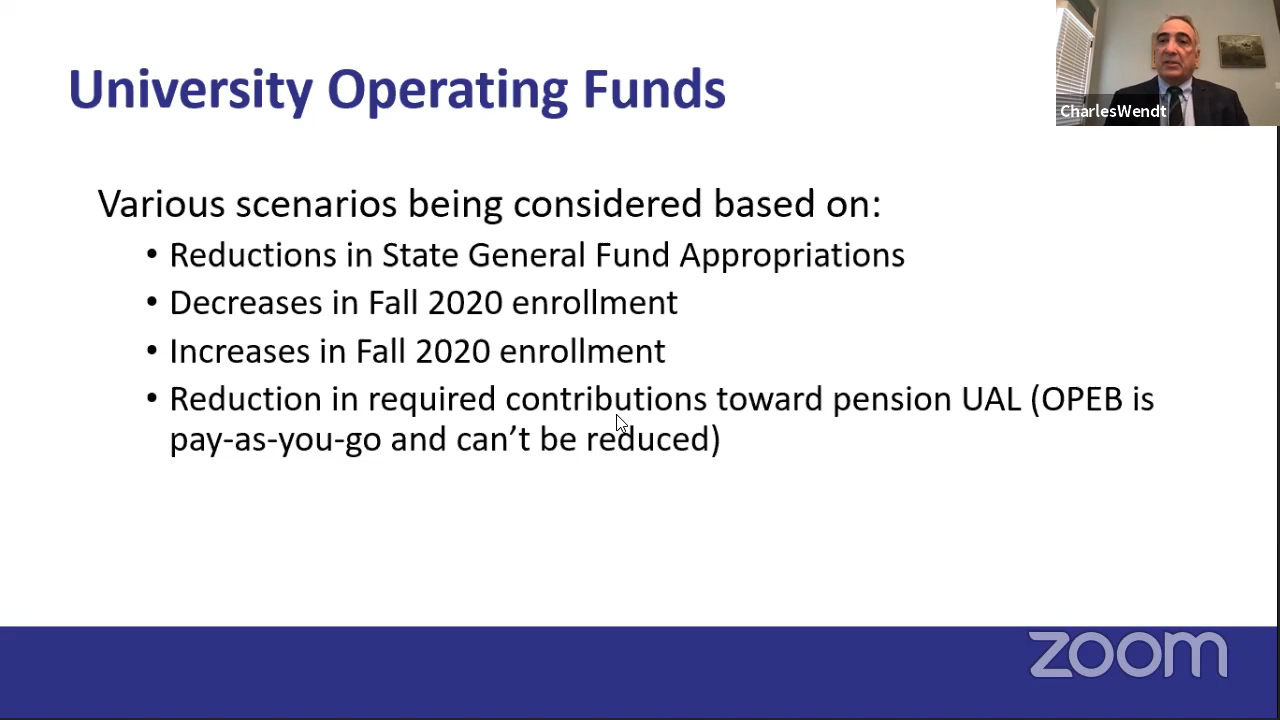 University Operating Funds
CharlesWendt
Various scenarios being considered based on:
• Reductions in State General Fund Appropriations
• Decreases in Fall 2020 enrollment
• Increases in Fall 2020 enrollment
• Reduction in required contributions toward pension UAL (OPEB is
pay-as-you-go and can’t be reduced)
zoom